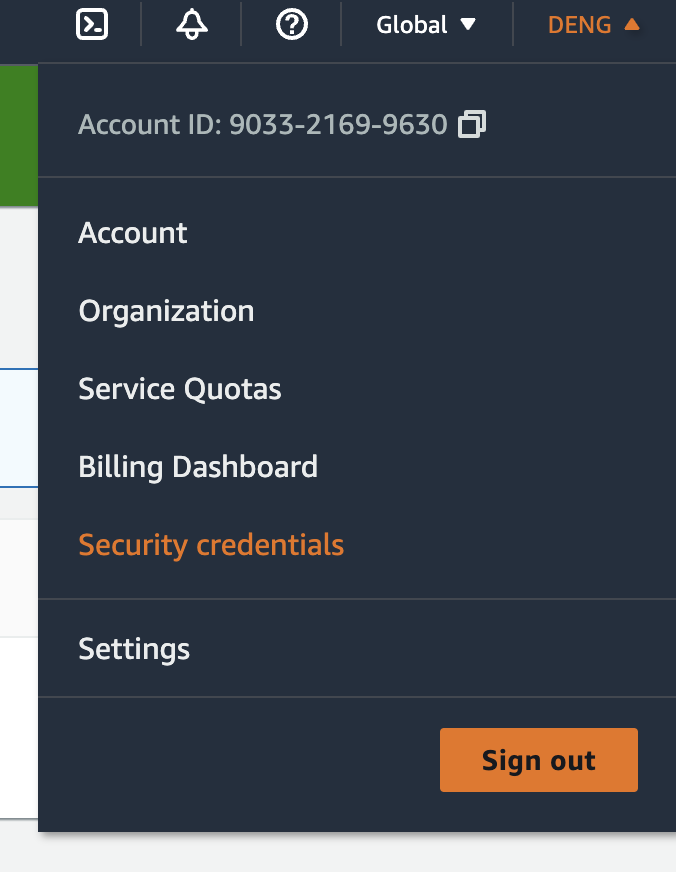 Global DENG
Account ID: 9033-2169-9630
Account
Organization
Service Quotas
Billing Dashboard
Security credentials
Settings
Sign out